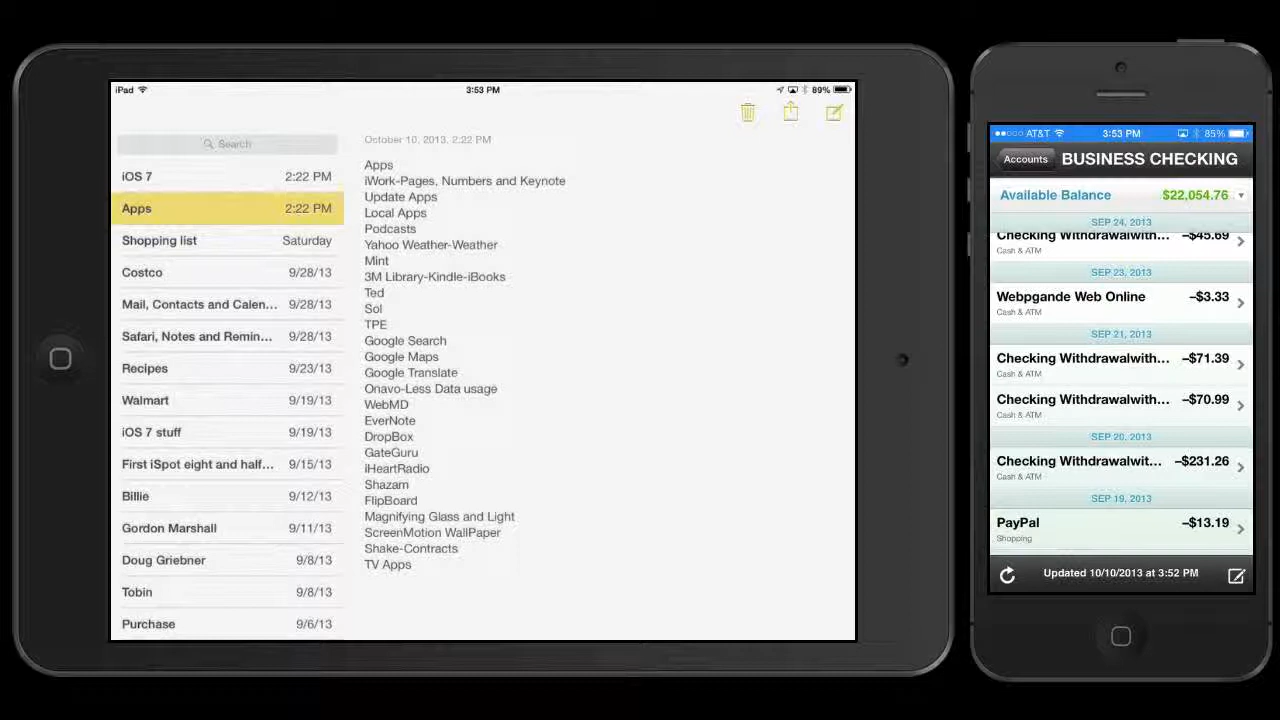 iPad
3:53 PM
89%
Search
iOS 7 2:22 PM
Apps 2:22 PM
Shopping list Saturday
Costco 9/28/13
Mail, Contacts and Calen... 9/28/13
Safari, Notes and Remin... 9/28/13
Recipes 9/23/13
Walmart 9/19/13
iOS 7 stuff 9/19/13
First iSpot eight and half... 9/15/13
Billie 9/12/13
Gordon Marshall 9/11/13
Doug Griebner 9/8/13
Tobin 9/8/13
Purchase 9/6/13
October 10, 2013, 2:22 PM
Apps
iWork-Pages, Numbers and Keynote
Update Apps
Local Apps
Podcasts
Yahoo Weather-Weather
Mint
3M Library-Kindle-iBooks
Ted
Sol
TPE
Google Search
Google Maps
Google Translate
Onavo-Less Data usage
WebMD
EverNote
DropBox
GateGuru
iHeartRadio
Shazam
FlipBoard
Magnifying Glass and Light
ScreenMotion WallPaper
Shake-Contracts
TV Apps
AT&T 3:53 PM 85%
Accounts BUSINESS CHECKING
Available Balance $22,054.76
SEP 24, 2013
Checking Withdrawalwith... –$45.69
Cash & ATM
SEP 23, 2013
Webpgande Web Online –$3.33
Cash & ATM
SEP 21, 2013
Checking Withdrawalwith... –$71.39
Cash & ATM
Checking Withdrawalwith... –$70.99
Cash & ATM
SEP 20, 2013
Checking Withdrawalwit... –$231.26
Cash & ATM
SEP 19, 2013
PayPal –$13.19
Shopping
Updated 10/10/2013 at 3:52 PM